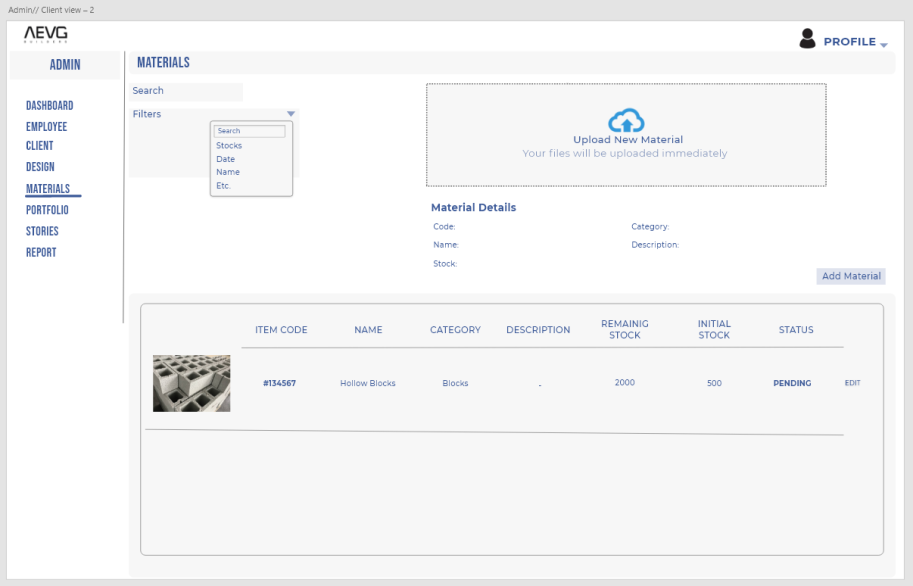 Admin// Client view – 2
AEVG
BUILDERS
PROFILE
ADMIN
MATERIALS
DASHBOARD
EMPLOYEE
CLIENT
DESIGN
MATERIALS
PORTFOLIO
STORIES
REPORT
Search
Filters
Search
Stocks
Date
Name
Etc.
Upload New Material
Your files will be uploaded immediately
Material Details
Code:
Category:
Name:
Description:
Stock:
Add Material
ITEM CODE
NAME
CATEGORY
DESCRIPTION
REMAINIG
STOCK
INITIAL
STOCK
STATUS
#134567
Hollow Blocks
Blocks
-
2000
500
PENDING
EDIT